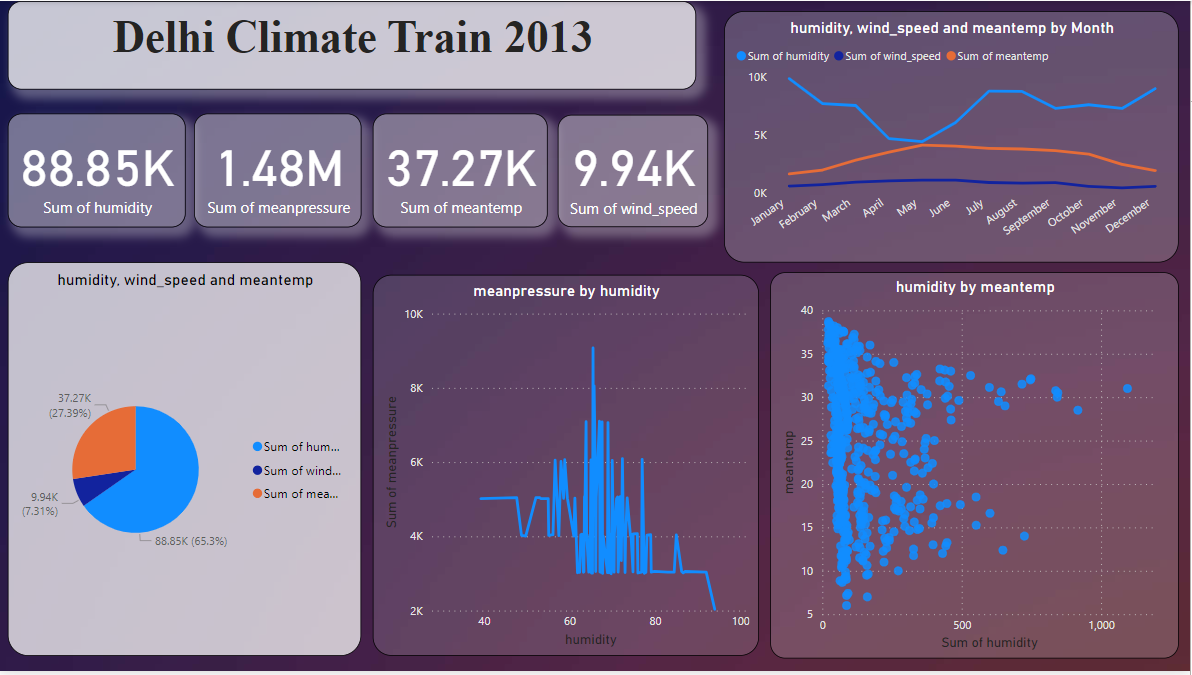 Delhi Climate Train 2013
88.85K
Sum of humidity
1.48M
Sum of meanpressure
37.27K
Sum of meantemp
9.94K
Sum of wind_speed
humidity, wind_speed and meantemp by Month
Sum of humidity Sum of wind_speed Sum of meantemp
10K
5K
0K
January February March April May June July August September October November December
humidity, wind_speed and meantemp
37.27K
(27.39%)
9.94K
(7.31%)
88.85K (65.3%)
Sum of hum...
Sum of wind...
Sum of mea...
meanpressure by humidity
Sum of meanpressure
10K
8K
6K
4K
2K
40 60 80 100
humidity
humidity by meantemp
meantemp
40
35
30
25
20
15
10
5
0 500 1,000
Sum of humidity